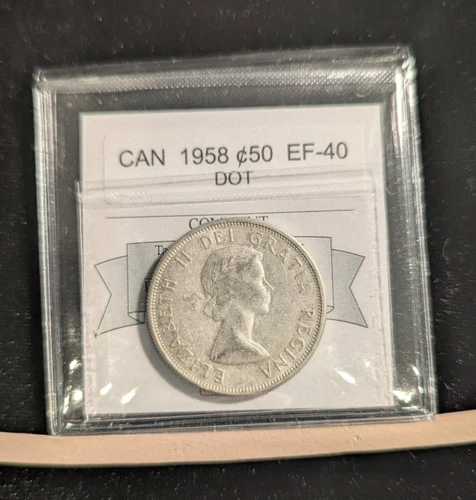 CAN 1958 ¢50 EF-40
DOT
ELIZABETH II DEI GRATIA REGINA